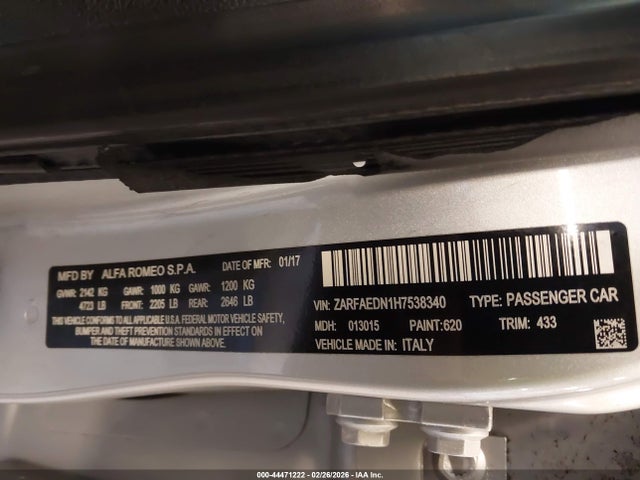 MFD BY ALFA ROMEO S.P.A. DATE OF MFR: 01/17
GVWR: 2142 KG GAWR: 1000 KG GAWR: 1200 KG
4723 LB FRONT: 2205 LB REAR: 2646 LB
THIS VEHICLE CONFORMS TO ALL APPLICABLE U.S.A. FEDERAL MOTOR VEHICLE SAFETY,
BUMPER AND THEFT PREVENTION STANDARDS IN EFFECT ON
THE DATE OF MANUFACTURE SHOWN ABOVE.
VIN: ZARFAEDN1H7538340 TYPE: PASSENGER CAR
MDH: 013015 PAINT: 620 TRIM: 433
VEHICLE MADE IN: ITALY
000-44471222 - 02/26/2026 - IAA Inc.